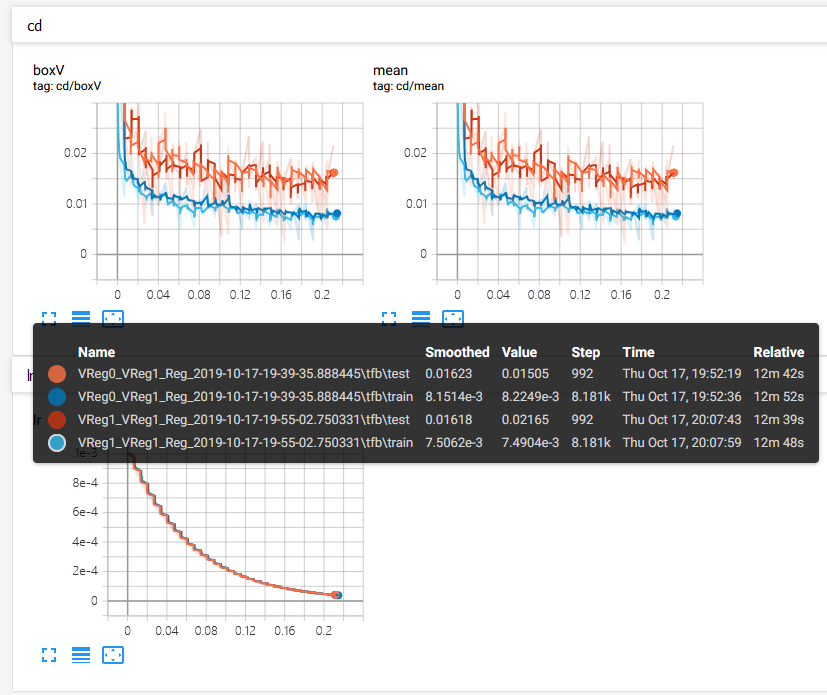 cd
boxV
tag: cd/boxV
mean
tag: cd/mean
0.02
0.01
0
0 0.04 0.08 0.12 0.16 0.2
0.02
0.01
0
0 0.04 0.08 0.12 0.16 0.2
Name Smoothed Value Step Time Relative
VReg0_VReg1_Reg_2019-10-17-19-39-35.888445\tfb\test 0.01623 0.01505 992 Thu Oct 17, 19:52:19 12m 42s
VReg0_VReg1_Reg_2019-10-17-19-39-35.888445\tfb\train 8.1514e-3 8.2249e-3 8.181k Thu Oct 17, 19:52:36 12m 52s
VReg1_VReg1_Reg_2019-10-17-19-55-02.750331\tfb\test 0.01618 0.02165 992 Thu Oct 17, 20:07:43 12m 39s
VReg1_VReg1_Reg_2019-10-17-19-55-02.750331\tfb\train 7.5062e-3 7.4904e-3 8.181k Thu Oct 17, 20:07:59 12m 48s
lr
1e-3
8e-4
6e-4
4e-4
2e-4
0
0 0.04 0.08 0.12 0.16 0.2